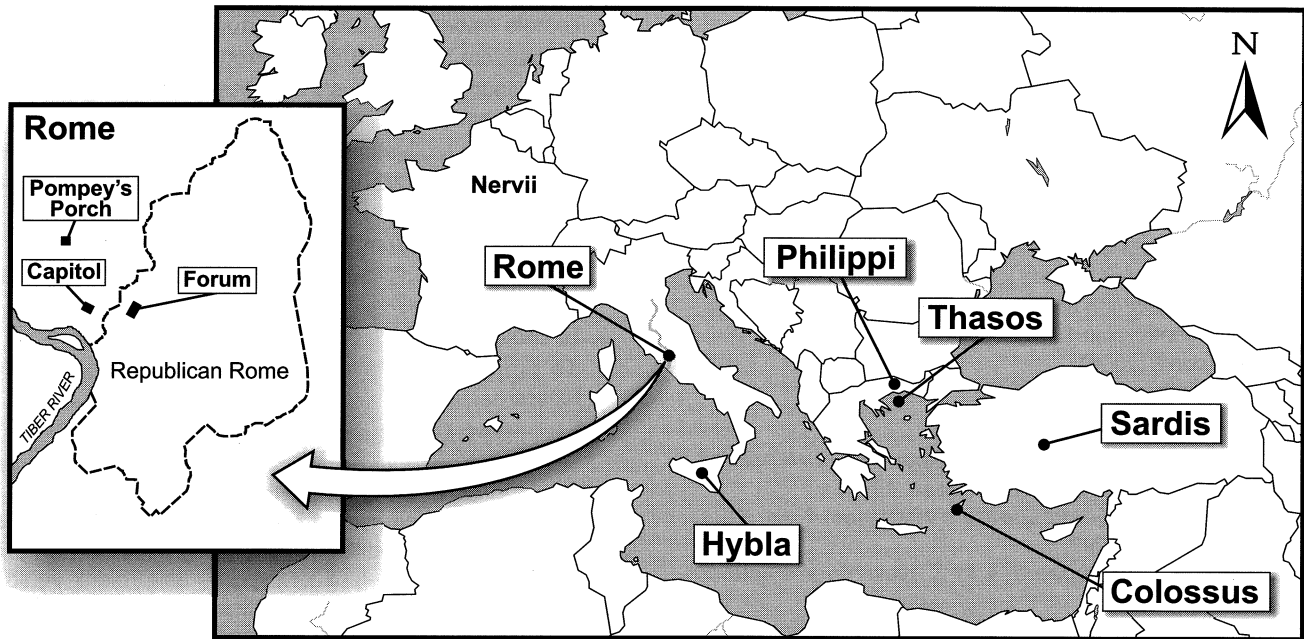 Rome
Pompey's
Porch
Capitol
Forum
Republican Rome
TIBER RIVER
N
Nervii
Rome
Philippi
Thasos
Sardis
Hybla
Colossus